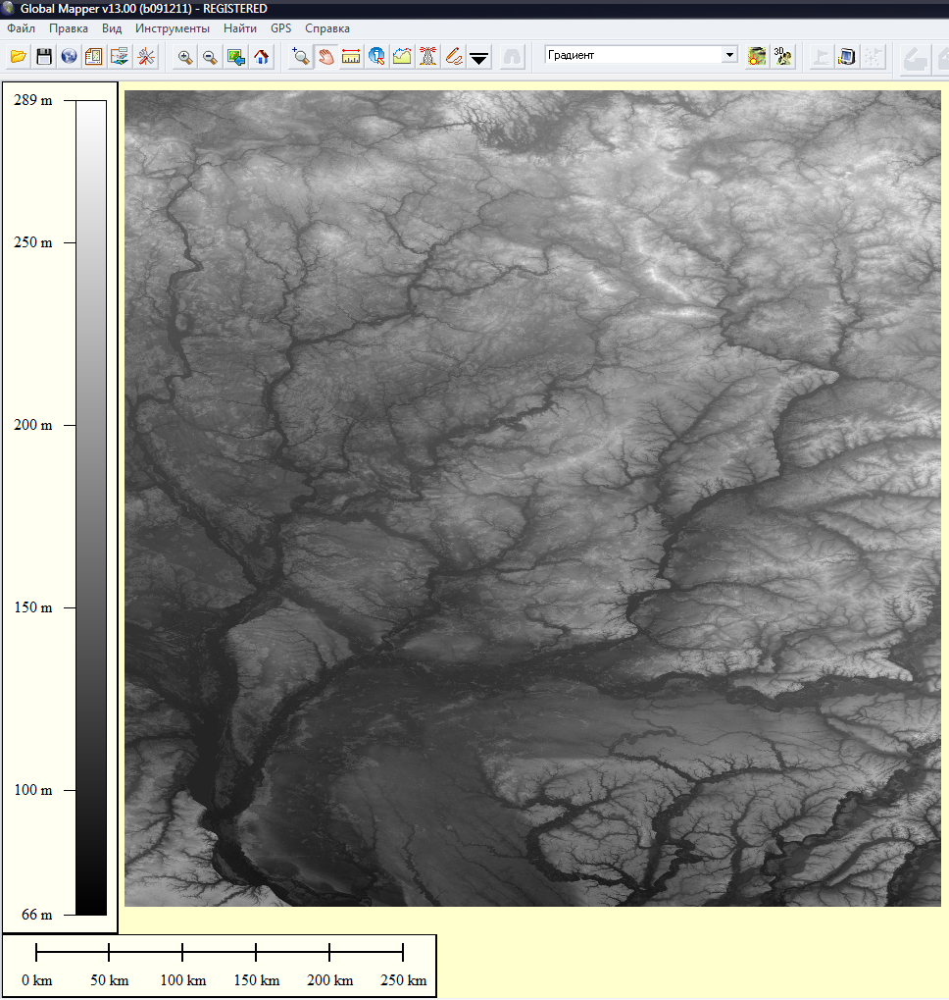 Global Mapper v13.00 (b091211) - REGISTERED
Файл Правка Вид Инструменты Найти GPS Справка
Градиент
3D
289 m
250 m
200 m
150 m
100 m
66 m
0 km 50 km 100 km 150 km 200 km 250 km